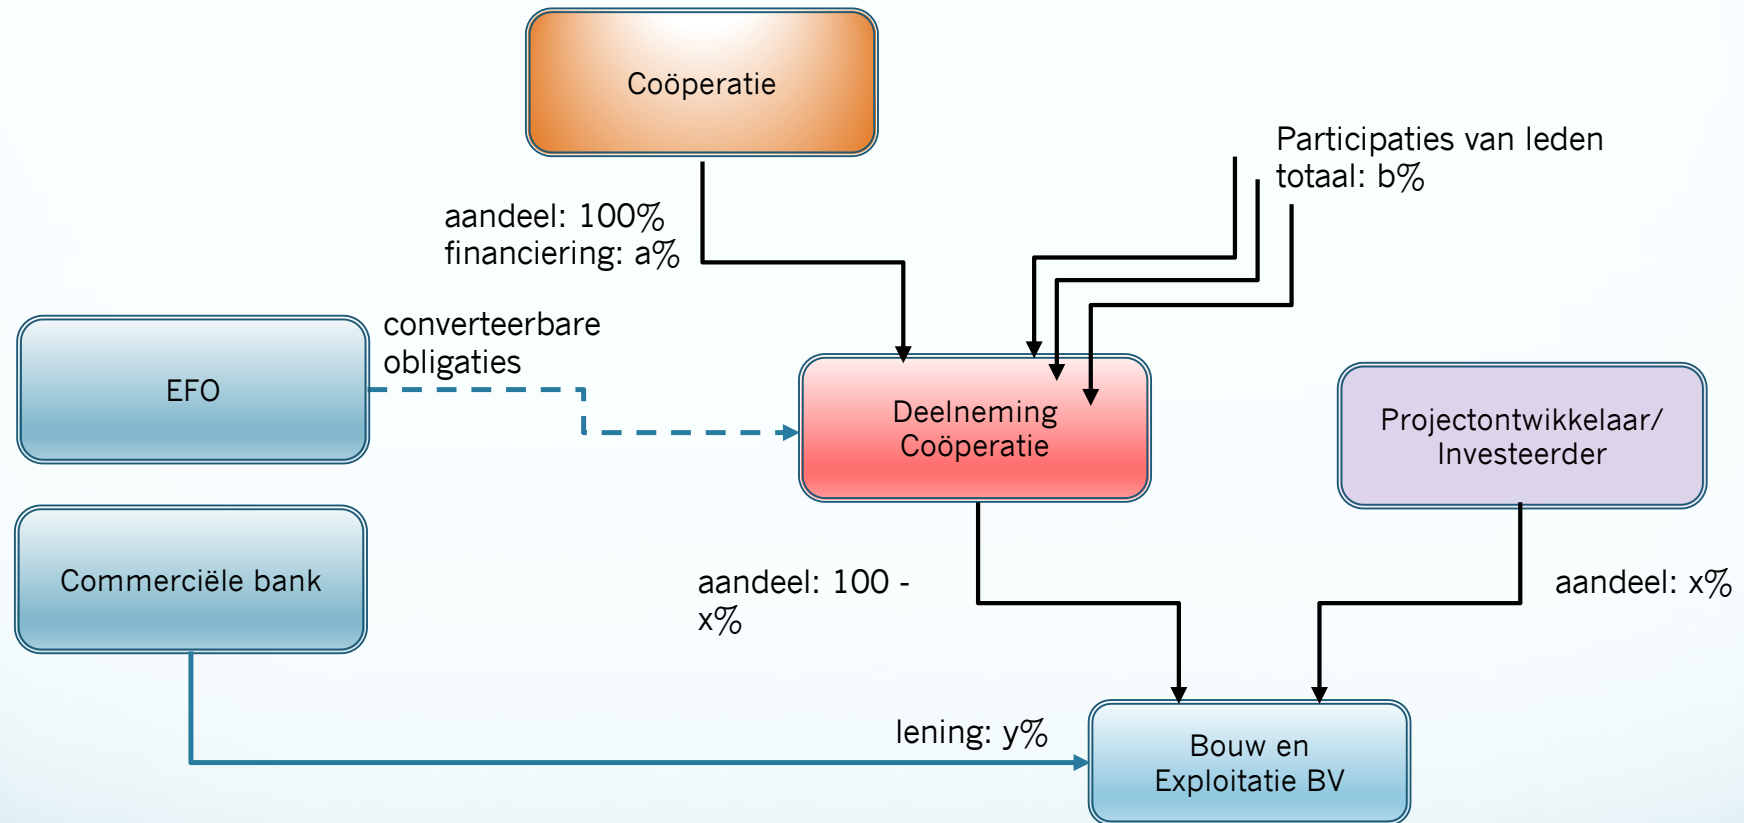 Coöperatie
Participaties van leden
totaal: b%
aandeel: 100%
financiering: a%
converteerbare
obligaties
EFO
Deelneming
Coöperatie
Projectontwikkelaar/
Investeerder
Commerciële bank
aandeel: 100 -
x%
aandeel: x%
lening: y%
Bouw en
Exploitatie BV